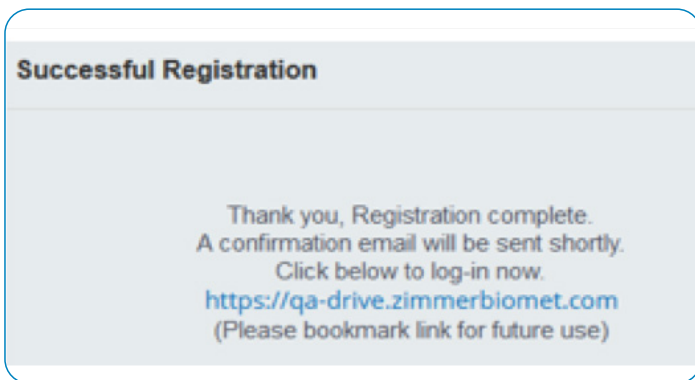 Successful Registration
Thank you, Registration complete.
A confirmation email will be sent shortly.
Click below to log-in now.
https://qa-drive.zimmerbiomet.com
(Please bookmark link for future use)